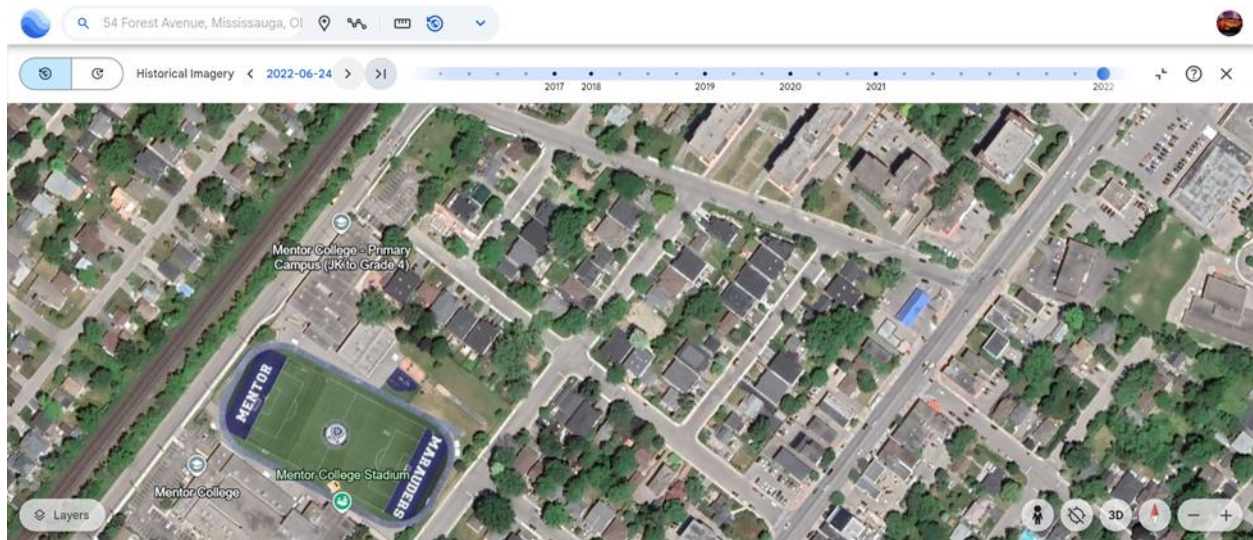 54 Forest Avenue, Mississauga, O
Historical Imagery
2022-06-24
2017
2018
2019
2020
2021
2022
Mentor College - Primary
Campus (JK to Grade 4)
MENTOR
MARAUDERS
Mentor College Stadium
Mentor College
Layers
3D